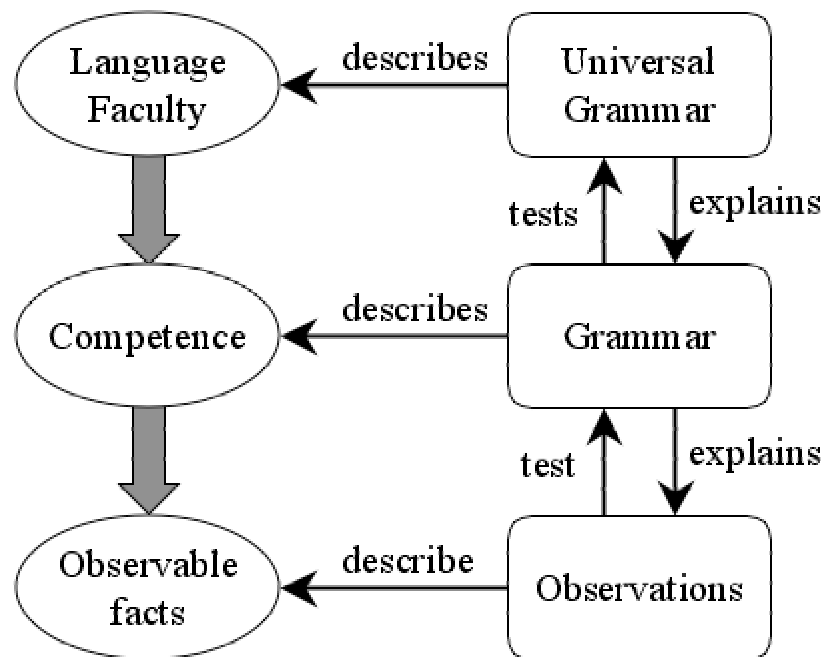 Language
Faculty
describes
Universal
Grammar
tests
explains
Competence
describes
Grammar
test
explains
Observable
facts
describe
Observations